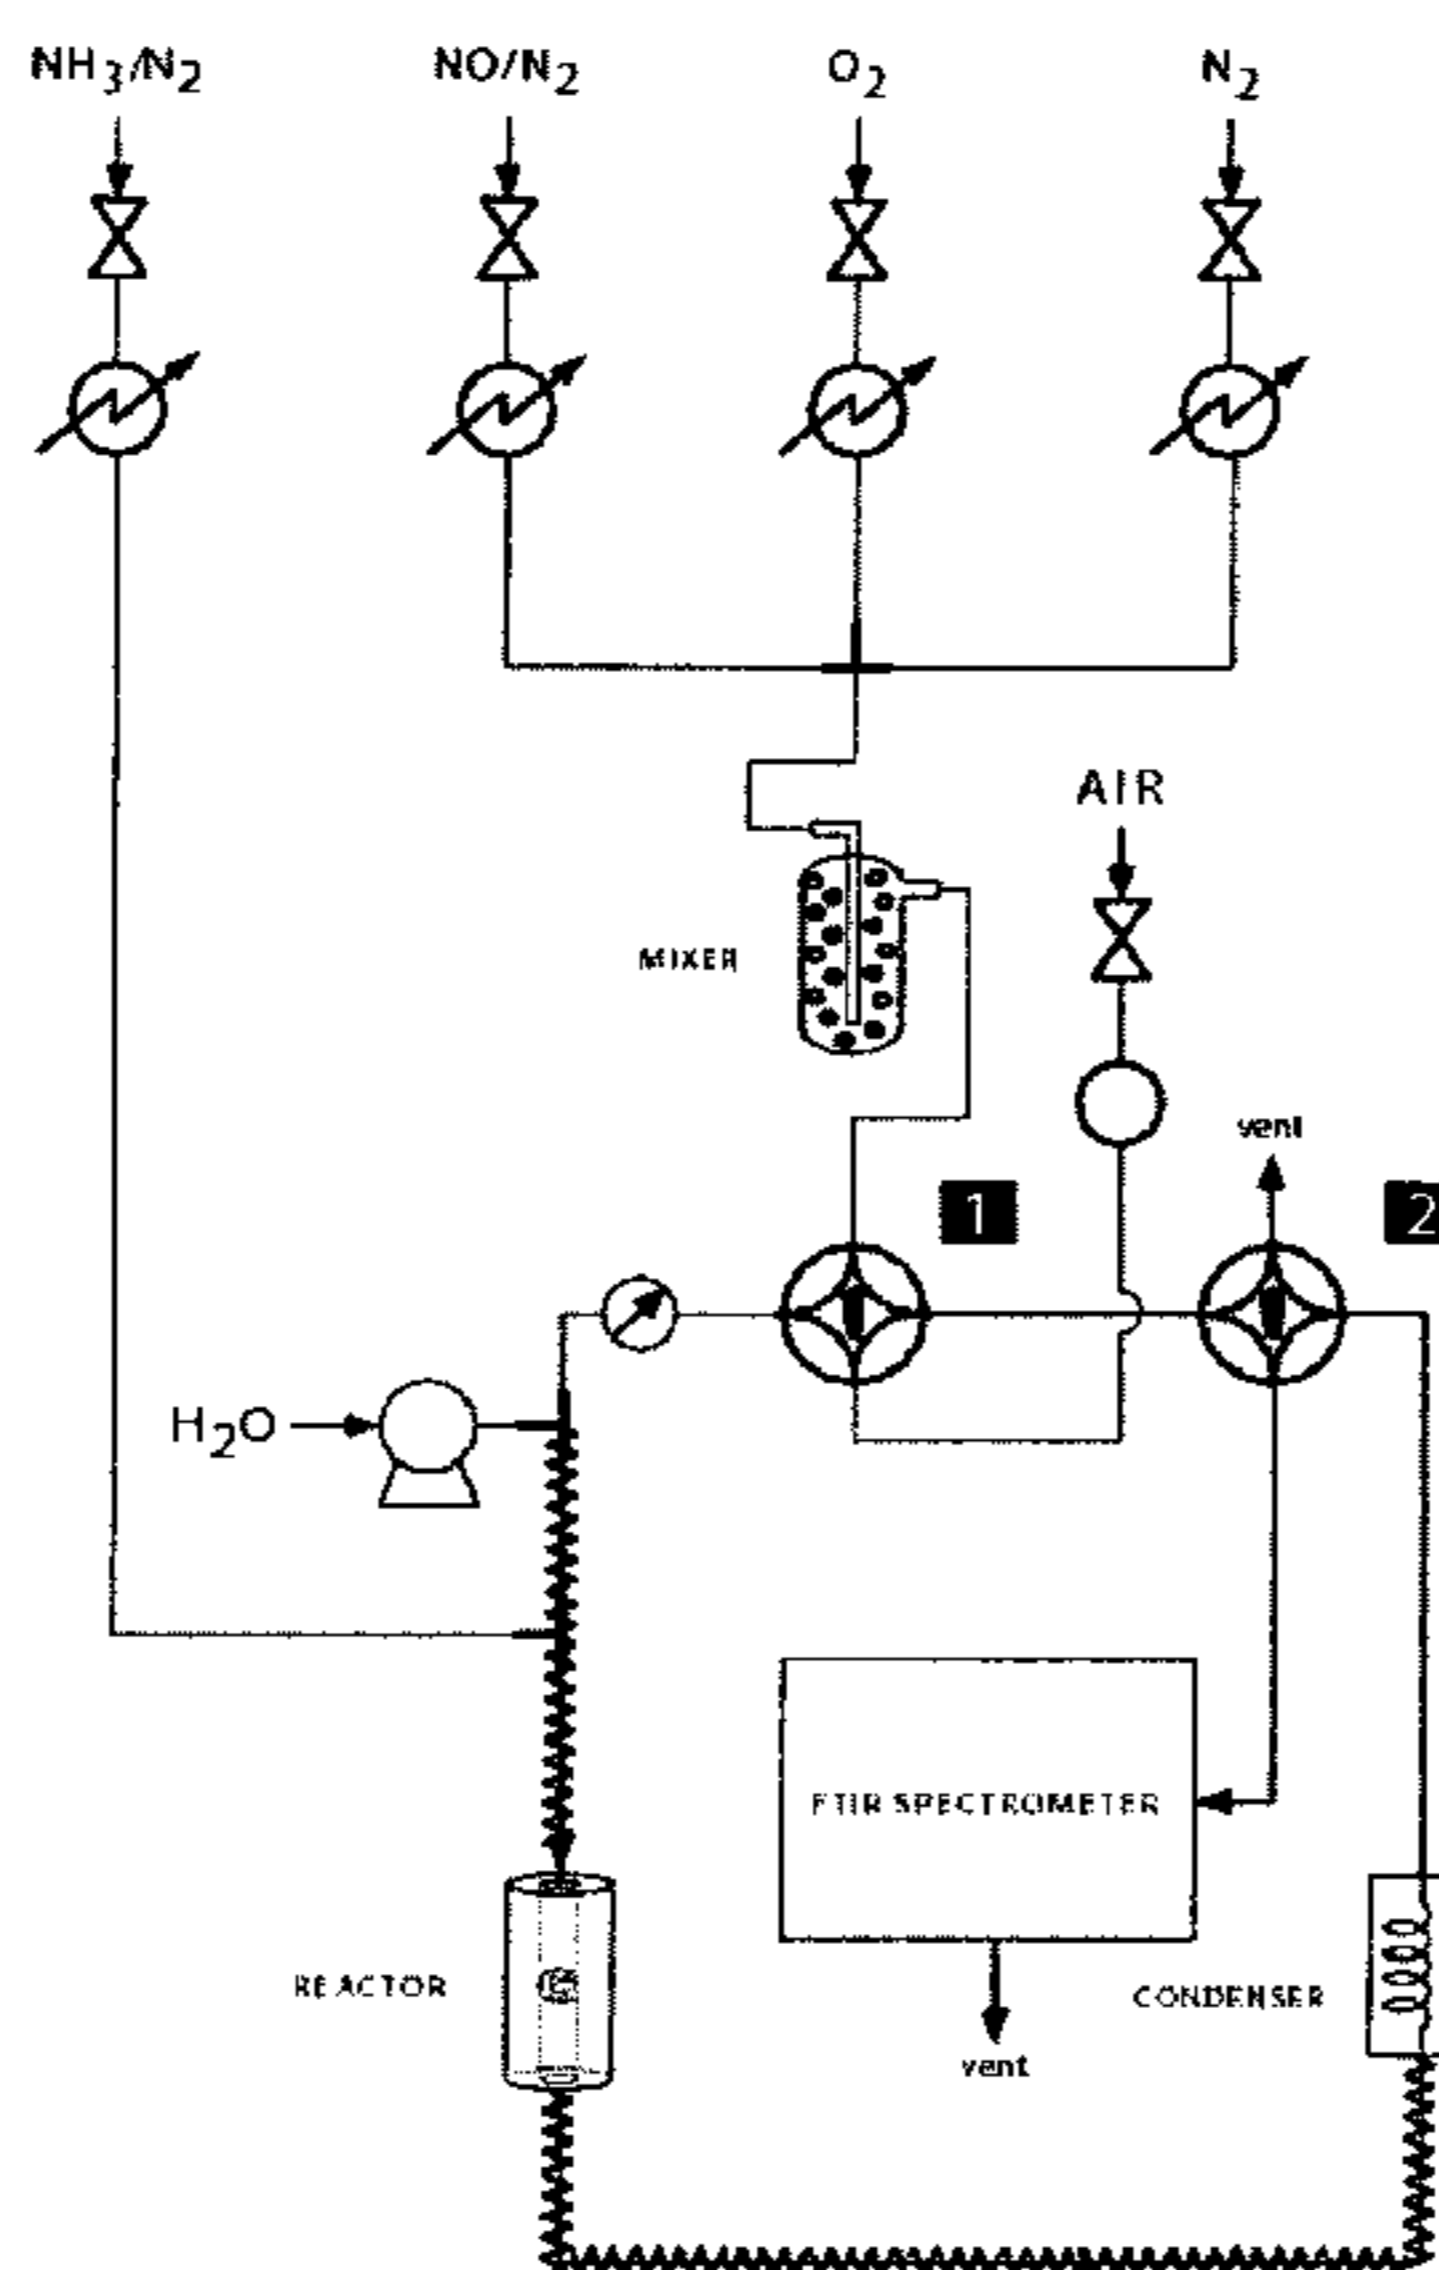 NH3/N2 NO/N2 O2 N2
AIR
MIXER
vent
1 2
H2O
FTIR SPECTROMETER
REACTOR
CONDENSER
vent